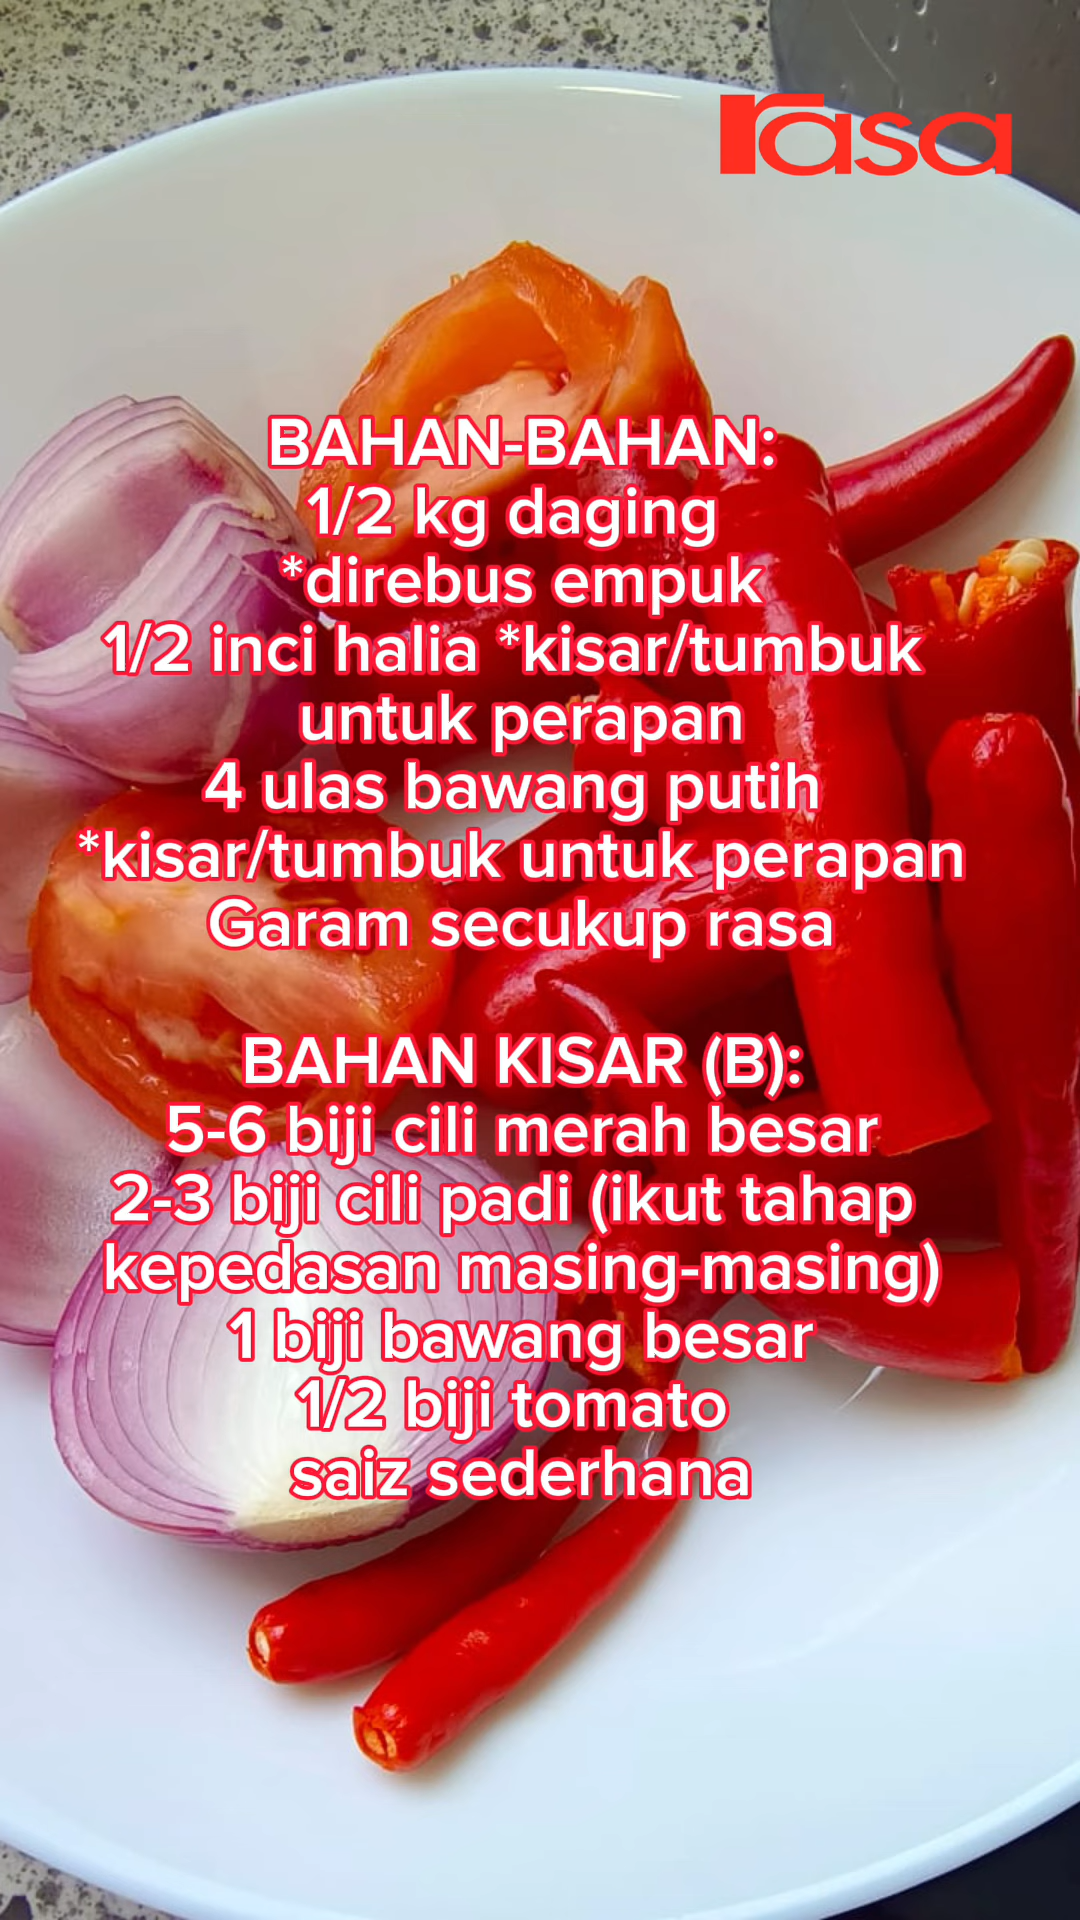 rasa
BAHAN-BAHAN:
1/2 kg daging
*direbus empuk
1/2 inci halia *kisar/tumbuk
untuk perapan
4 ulas bawang putih
*kisar/tumbuk untuk perapan
Garam secukup rasa
BAHAN KISAR (B):
5-6 biji cili merah besar
2-3 biji cili padi (ikut tahap
kepedasan masing-masing)
1 biji bawang besar
1/2 biji tomato
saiz sederhana